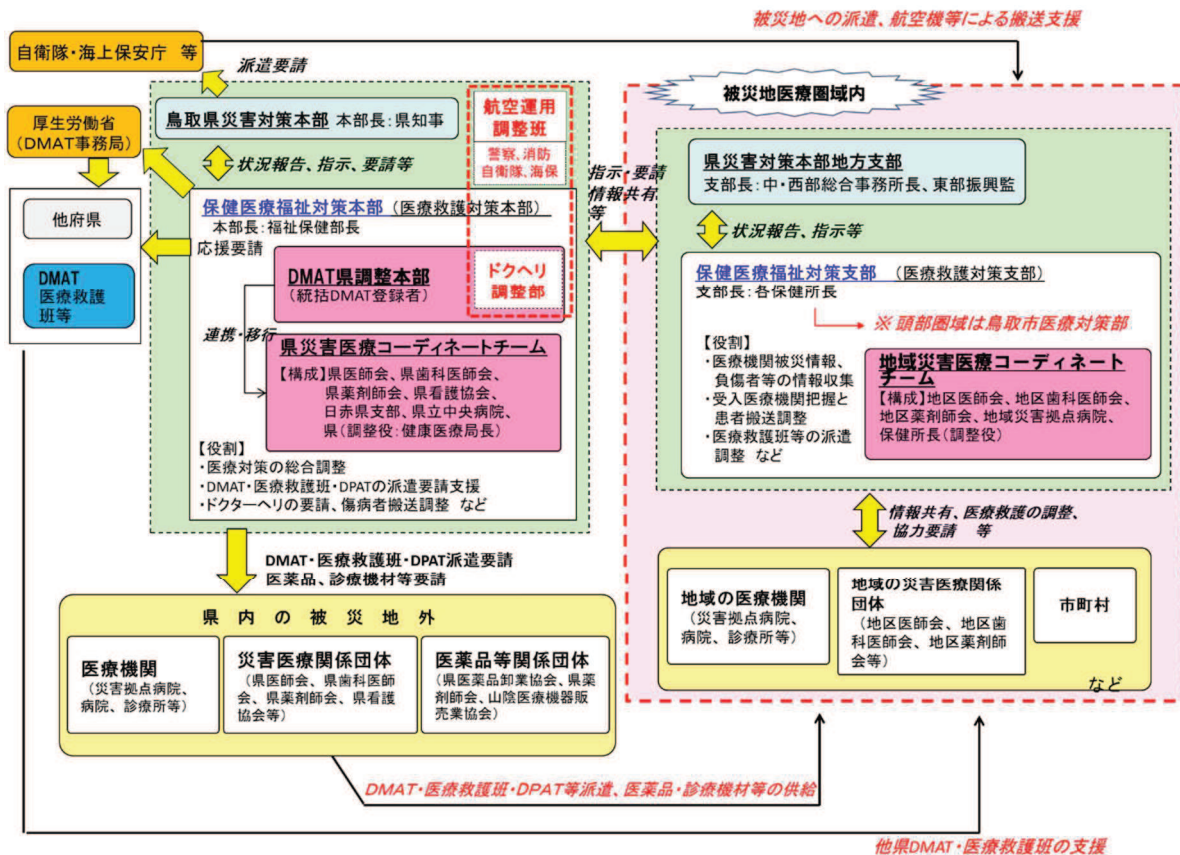 被災地への派遣、航空機等による搬送支援
自衛隊・海上保安庁 等
派遣要請
厚生労働省
(DMAT事務局)
他府県
DMAT
医療救護
班等
鳥取県災害対策本部 本部長:県知事
状況報告、指示、要請等
航空運用
調整班
警察、消防
自衛隊、海保
保健医療福祉対策本部 (医療救護対策本部)
本部長:福祉保健部長
応援要請
DMAT県調整本部
(統括DMAT登録者)
ドクヘリ
調整部
連携・移行
県災害医療コーディネートチーム
【構成】県医師会、県歯科医師会、
県薬剤師会、県看護協会、
日赤県支部、県立中央病院、
県(調整役:健康医療局長)
【役割】
・医療対策の総合調整
・DMAT・医療救護班・DPATの派遣要請支援
・ドクターヘリの要請、傷病者搬送調整 など
指示・要請
情報共有
等
被災地医療圏域内
県災害対策本部地方支部
支部長:中・西部総合事務所長、東部振興監
状況報告、指示等
保健医療福祉対策支部 (医療救護対策支部)
支部長:各保健所長
※ 頭部圏域は鳥取市医療対策部
【役割】
・医療機関被災情報、
負傷者等の情報収集
・受入医療機関把握と
患者搬送調整
・医療救護班等の派遣
調整 など
地域災害医療コーディネート
チーム
【構成】地区医師会、地区歯科医師会、
地区薬剤師会、地域災害拠点病院、
保健所長(調整役)
情報共有、医療救護の調整、
協力要請 等
地域の医療機関
(災害拠点病院、
病院、診療所等)
地域の災害医療関係
団体
(地区医師会、地区歯
科医師会、地区薬剤師
会等)
市町村
など
DMAT・医療救護班・DPAT派遣要請
医薬品、診療機材等要請
県内の被災地外
医療機関
(災害拠点病院、
病院、診療所等)
災害医療関係団体
(県医師会、県歯科医師
会、県薬剤師会、県看護
協会等)
医薬品等関係団体
(県医薬品卸業協会、県薬
剤師会、山陰医療機器販
売業協会)
DMAT・医療救護班・DPAT等派遣、医薬品・診療機材等の供給
他県DMAT・医療救護班の支援